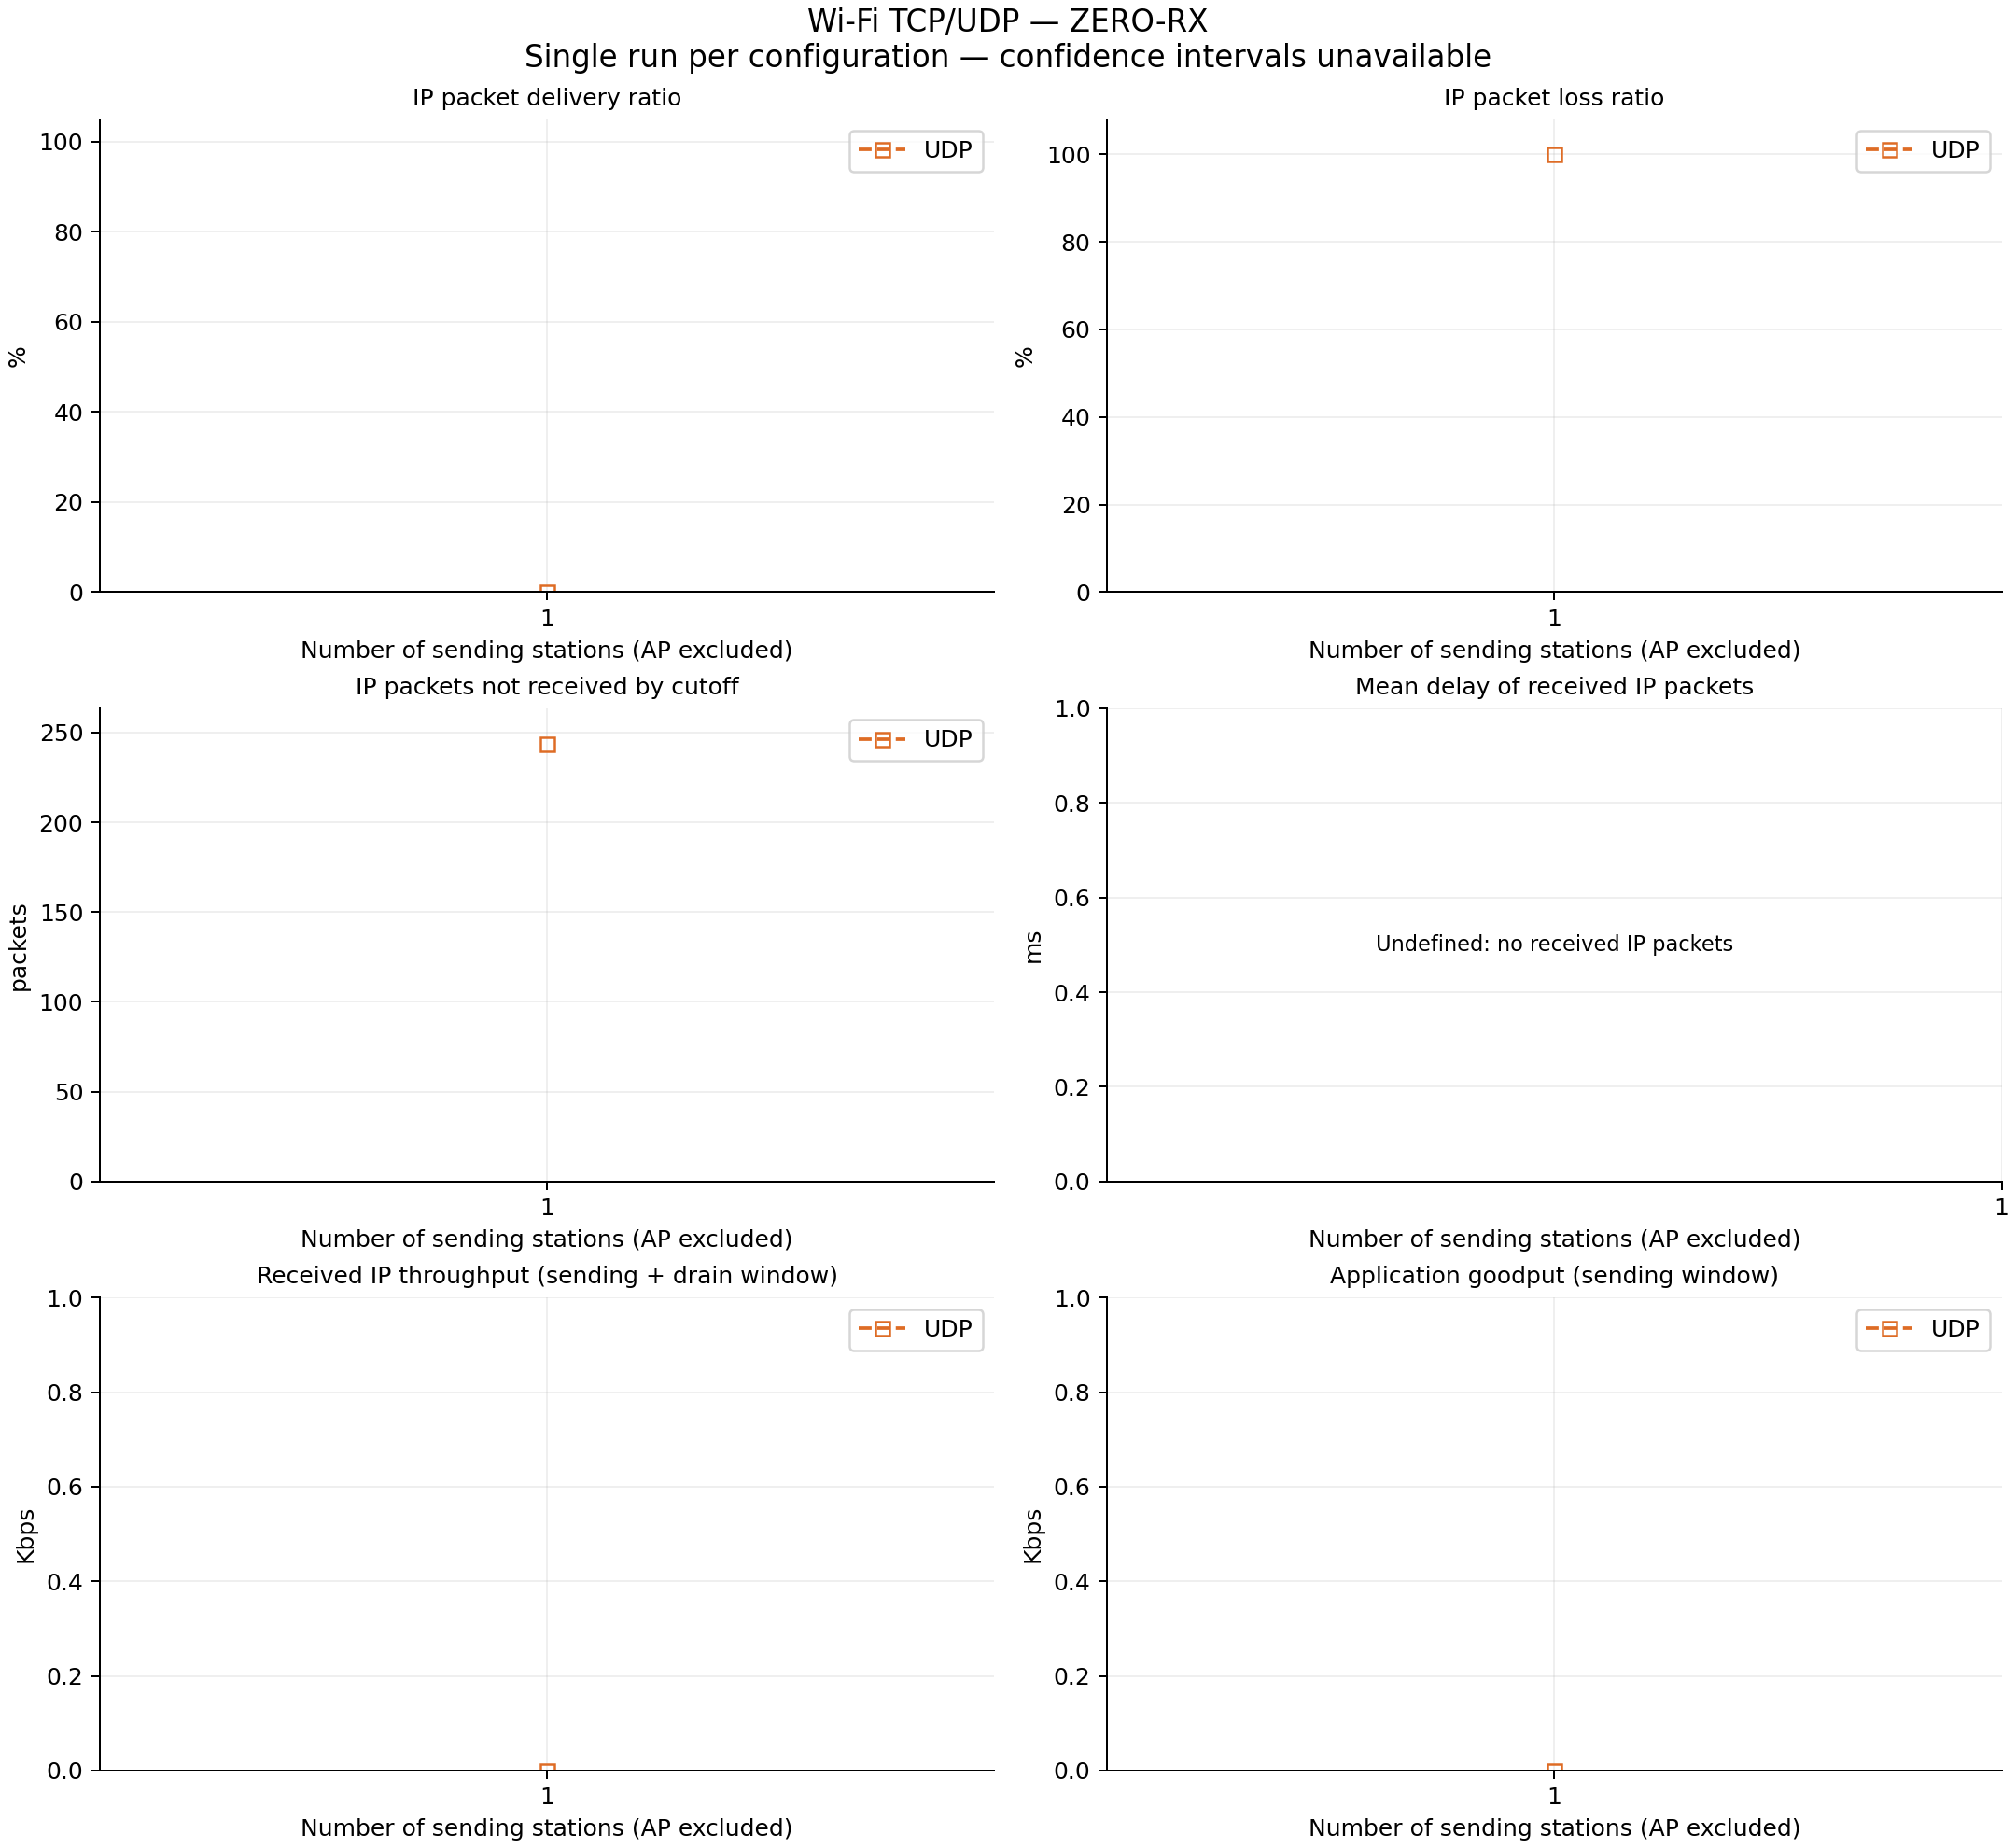 Wi-Fi TCP/UDP — ZERO-RX
Single run per configuration — confidence intervals unavailable
IP packet delivery ratio
100
80
60
40
20
0
%
UDP
1
Number of sending stations (AP excluded)
IP packet loss ratio
100
80
60
40
20
0
%
UDP
1
Number of sending stations (AP excluded)
IP packets not received by cutoff
250
200
150
100
50
0
packets
UDP
1
Number of sending stations (AP excluded)
Mean delay of received IP packets
1.0
0.8
0.6
0.4
0.2
0.0
ms
Undefined: no received IP packets
1
Number of sending stations (AP excluded)
Received IP throughput (sending + drain window)
1.0
0.8
0.6
0.4
0.2
0.0
Kbps
UDP
1
Number of sending stations (AP excluded)
Application goodput (sending window)
1.0
0.8
0.6
0.4
0.2
0.0
Kbps
UDP
1
Number of sending stations (AP excluded)